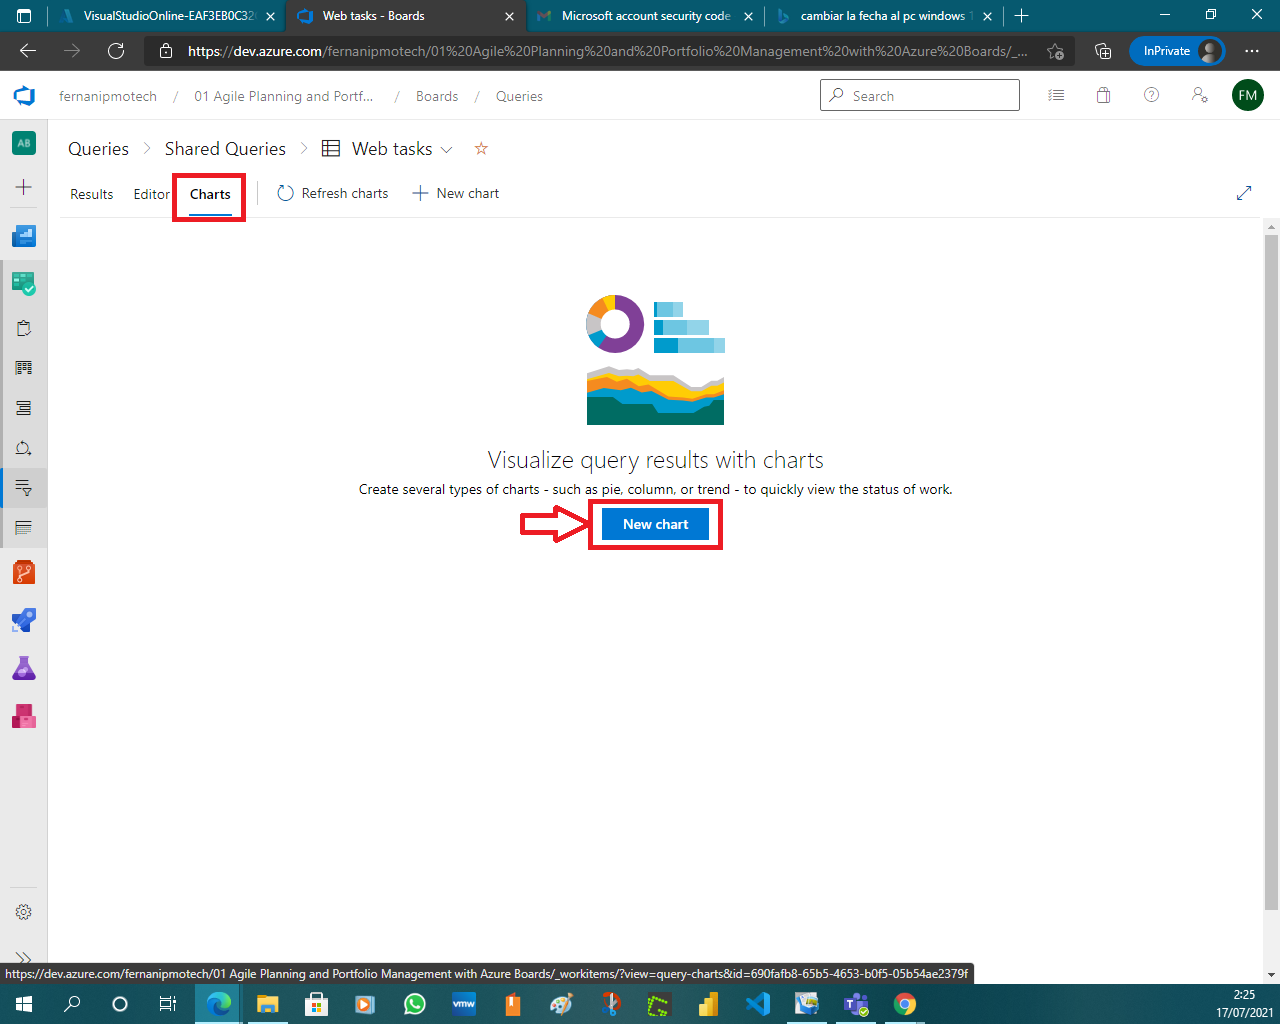 VisualStudioOnline-EAF3EB0C32
Web tasks - Boards
Microsoft account security code
cambiar la fecha al pc windows 1
https://dev.azure.com/fernanipmotech/01%20Agile%20Planning%20and%20Portfolio%20Management%20with%20Azure%20Boards/_...
InPrivate
fernanipmotech / 01 Agile Planning and Portf... / Boards / Queries
Search
FM
AB
Queries > Shared Queries > Web tasks
Results Editor Charts Refresh charts New chart
Visualize query results with charts
Create several types of charts - such as pie, column, or trend - to quickly view the status of work.
New chart
https://dev.azure.com/fernanipmotech/01 Agile Planning and Portfolio Management with Azure Boards/_workitems/?view=query-charts&id=690fafb8-65b5-4653-b0f5-05b54ae2379f
vmw
2:25
17/07/2021